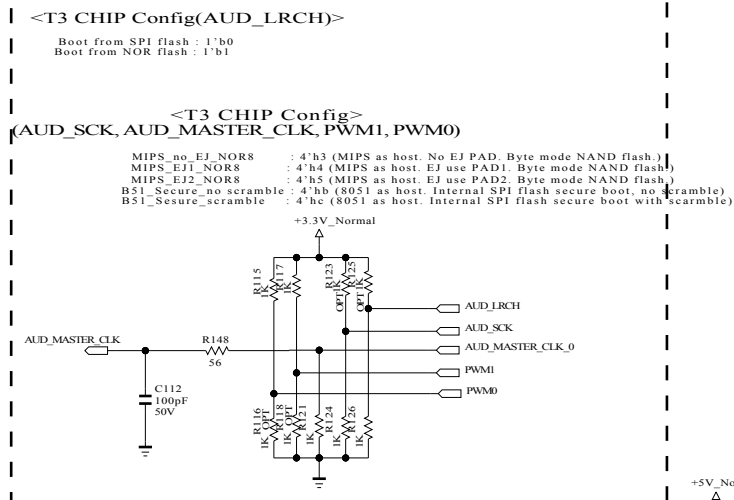 <T3 CHIP Config(AUD_LRCH)>
Boot from SPI flash : 1'b0
Boot from NOR flash : 1'b1
<T3 CHIP Config>
(AUD_SCK, AUD_MASTER_CLK, PWM1, PWM0)
MIPS_no_EJ_NOR8 : 4'h3 (MIPS as host. No EJ PAD. Byte mode NAND flash.)
MIPS_EJ1_NOR8 : 4'h4 (MIPS as host. EJ use PAD1. Byte mode NAND flash.)
MIPS_EJ2_NOR8 : 4'h5 (MIPS as host. EJ use PAD2. Byte mode NAND flash.)
B51_Secure_no scramble : 4'hb (8051 as host. Internal SPI flash secure boot, no scramble)
B51_Sesure_scramble : 4'hc (8051 as host. Internal SPI flash secure boot with scarmble)
+3.3V_Normal
R115
1K
R117
1K
R123
OPT 1K
R125
OPT 1K
AUD_LRCH
AUD_SCK
AUD_MASTER_CLK
R148
56
AUD_MASTER_CLK_0
PWM1
PWM0
C112
100pF
50V
R116
1K OPT
R118
1K OPT
R121
1K
R124
1K
R126
1K
+5V_No